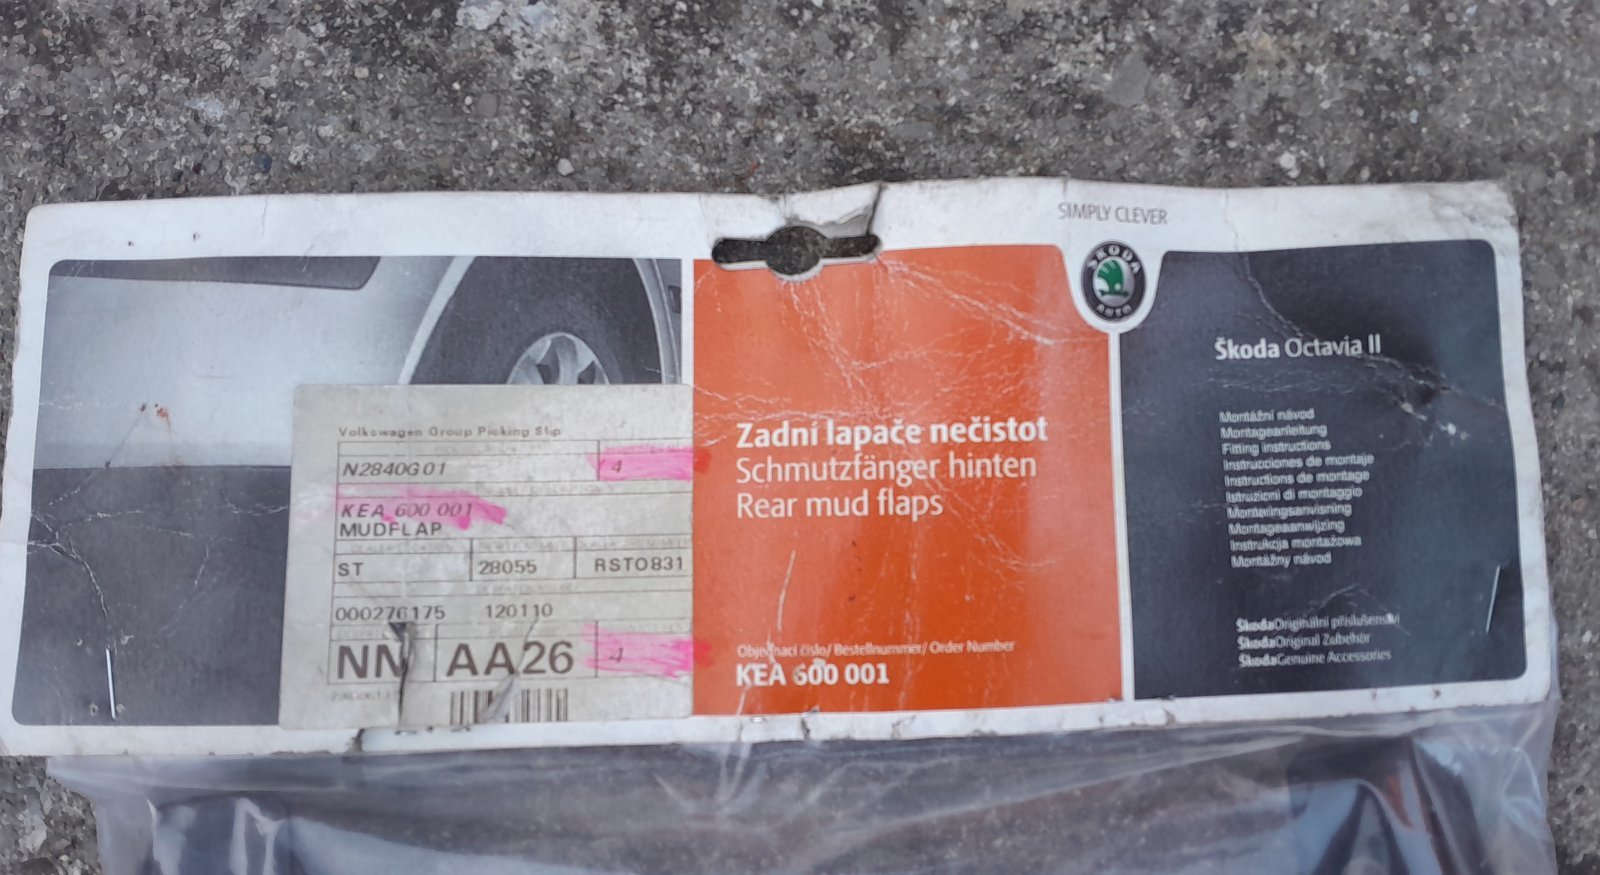 SIMPLY CLEVER
ŠKODA
AUTO
Volkswagen Group Picking Slip
N2840G01
4
KEA 600 001
MUDFLAP
ST
28055
RSTO831
000276175
120110
NN
AA26
4
Zadní lapače nečistot
Schmutzfänger hinten
Rear mud flaps
Objednací číslo/ Bestellnummer/ Order Number
KEA 600 001
Škoda Octavia II
Montážní návod
Montageanleitung
Fitting instructions
Instrucciones de montaje
Instructions de montage
Istruzioni di montaggio
Monteringsanvisning
Montageaanwijzing
Instrukcja montażowa
Montážny návod
ŠkodaOriginální příslušenství
ŠkodaOriginal Zubehör
ŠkodaGenuine Accessories